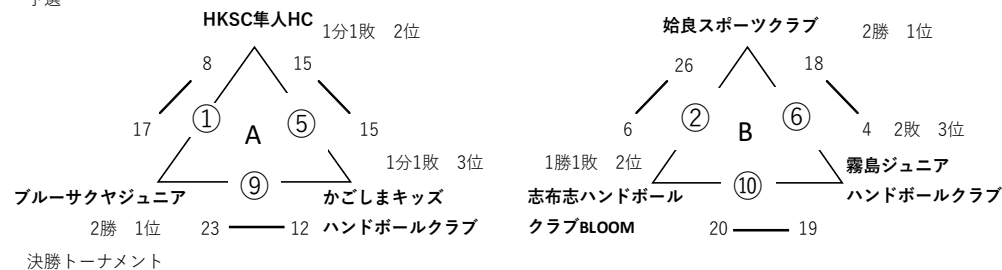 予選
HKSC隼人HC
1分1敗 2位
8
15
①
⑤
A
17
15
1分1敗 3位
⑨
ブルーサクヤジュニア
かごしまキッズ
ハンドボールクラブ
2勝 1位
23
12
姶良スポーツクラブ
2勝 1位
26
18
②
⑥
B
6
4 2敗 3位
1勝1敗 2位
霧島ジュニア
ハンドボールクラブ
⑩
志布志ハンドボール
クラブBLOOM
20
19
決勝トーナメント